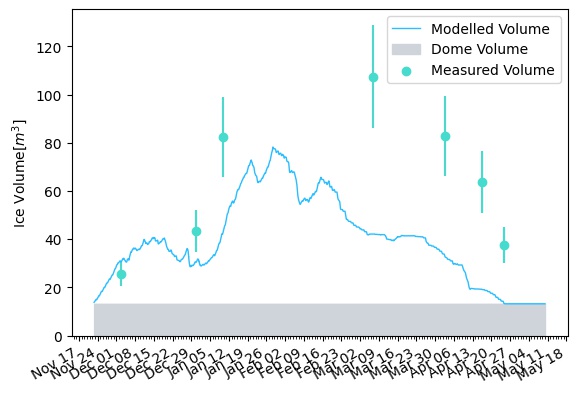 Modelled Volume
Dome Volume
Measured Volume
Ice Volume[m³]
120
100
80
60
40
20
0
Nov 17
Nov 24
Dec 01
Dec 08
Dec 15
Dec 22
Dec 29
Jan 05
Jan 12
Jan 19
Jan 26
Feb 02
Feb 09
Feb 16
Feb 23
Mar 02
Mar 09
Mar 16
Mar 23
Mar 30
Apr 06
Apr 13
Apr 20
Apr 27
May 04
May 11
May 18